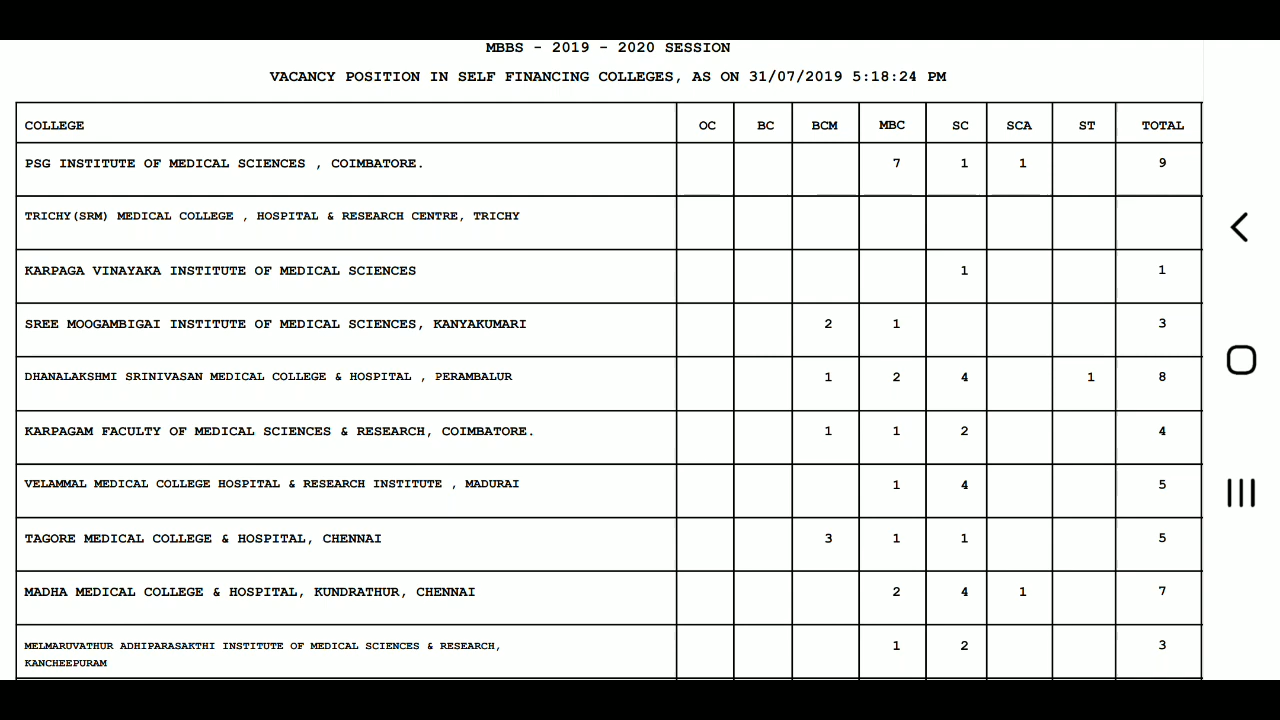 MBBS - 2019 - 2020 SESSION
VACANCY POSITION IN SELF FINANCING COLLEGES, AS ON 31/07/2019 5:18:24 PM
COLLEGE OC BC BCM MBC SC SCA ST TOTAL
PSG INSTITUTE OF MEDICAL SCIENCES , COIMBATORE. 7 1 1 9
TRICHY(SRM) MEDICAL COLLEGE , HOSPITAL & RESEARCH CENTRE, TRICHY
KARPAGA VINAYAKA INSTITUTE OF MEDICAL SCIENCES 1 1
SREE MOOGAMBIGAI INSTITUTE OF MEDICAL SCIENCES, KANYAKUMARI 2 1 3
DHANALAKSHMI SRINIVASAN MEDICAL COLLEGE & HOSPITAL , PERAMBALUR 1 2 4 1 8
KARPAGAM FACULTY OF MEDICAL SCIENCES & RESEARCH, COIMBATORE. 1 1 2 4
VELAMMAL MEDICAL COLLEGE HOSPITAL & RESEARCH INSTITUTE , MADURAI 1 4 5
TAGORE MEDICAL COLLEGE & HOSPITAL, CHENNAI 3 1 1 5
MADHA MEDICAL COLLEGE & HOSPITAL, KUNDRATHUR, CHENNAI 2 4 1 7
MELMARUVATHUR ADHIPARASAKTHI INSTITUTE OF MEDICAL SCIENCES & RESEARCH, 1 2 3
KANCHEEPURAM